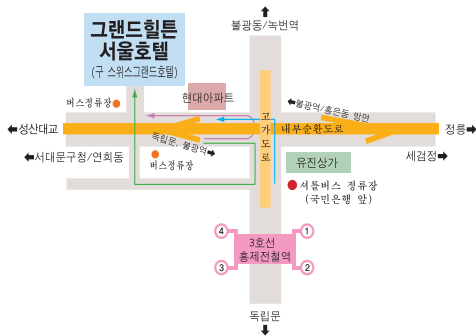 불광동/녹번역
그랜드힐튼
서울호텔
(구 스위스그랜드호텔)
현대아파트
버스정류장
불광역/홍은동 방면
고가도로
성산대교
내부순환도로
정릉
독립문, 불광역
서대문구청/연희동
버스정류장
유진상가
세검정
셔틀버스 정류장
(국민은행 앞)
4
1
3호선
홍제전철역
3
2
독립문